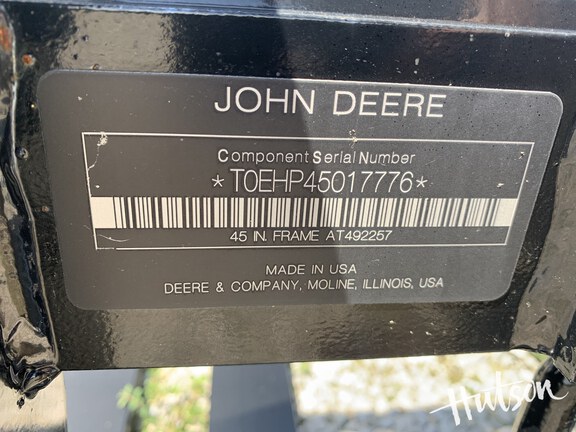 JOHN DEERE
Component Serial Number
*T0EHP45017776*
45 IN. FRAME AT492257
MADE IN USA
DEERE & COMPANY, MOLINE, ILLINOIS, USA
Hutson